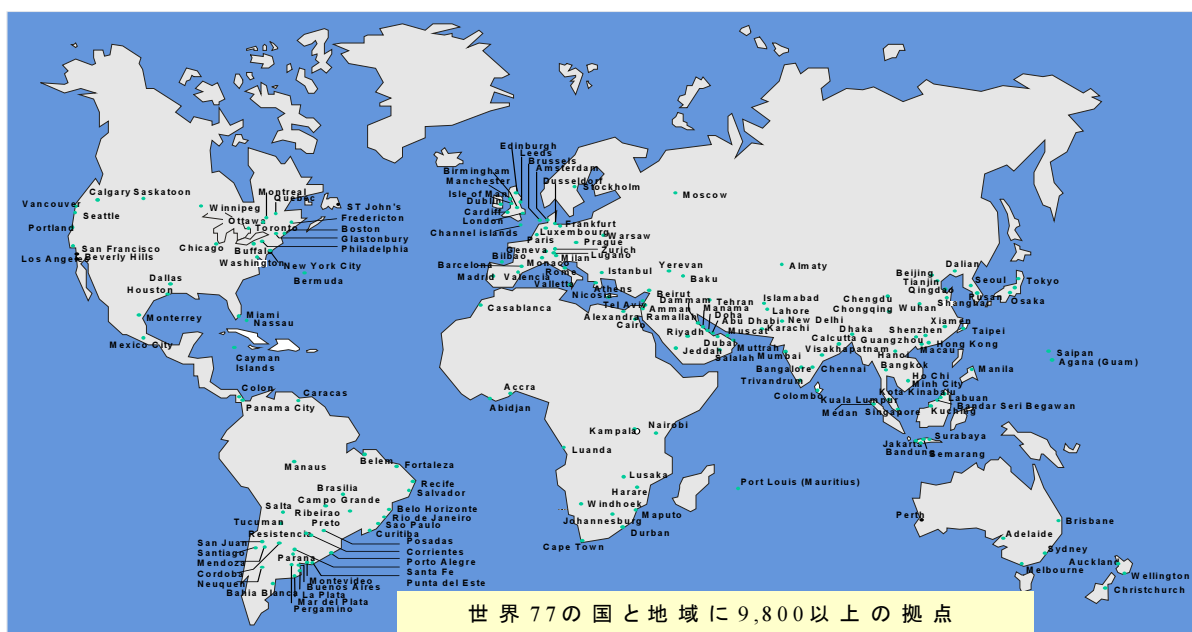 Vancouver
Calgary Saskatoon
Seattle
Portland
San Francisco
Los Angeles
Beverly Hills
Winnipeg
Montreal
Quebec
ST John's
Ottawa
Toronto
Fredericton
Boston
Glastonbury
Philadelphia
Chicago
Buffal
Washington
New York City
Bermuda
Dallas
Houston
Monterrey
Miami
Nassau
Mexico City
Cayman
Islands
Colon
Panama City
Caracas
Manaus
Belem
Fortaleza
Recife
Salvador
Brasilia
Campo Grande
Salta
Ribeirao
Preto
Belo Horizonte
Rio de Janeiro
Sao Paulo
Curitiba
Tucuman
Resistencia
San Juan
Santiago
Mendoza
Cordoba
Neuquen
Bahia Blanca
Parana
Posadas
Corrientes
Porto Alegre
Santa Fe
Punta del Este
Montevideo
Buenos Aires
La Plata
Mar del Plata
Pergamino
Edinburgh
Leeds
Brussels
Amsterdam
Birmingham
Manchester
Dusseldorf
Stockholm
Isle of Man
Dublin
Cardiff
London
Channel islands
Frankfurt
Luxembourg
Paris
Prague
Warsaw
Geneva
Zurich
Bilbao
Milan
Lugano
Barcelona
Monaco
Madrid
Valencia
Rome
Valletta
Athens
Istanbul
Nicosia
Moscow
Yerevan
Baku
Almaty
Casablanca
Beirut
Tel Aviv
Amman
Alexandra
Ramallah
Cairo
Dammam
Tehran
Manama
Doha
Abu Dhabi
Riyadh
Muscat
Dubai
Jeddah
Muttrah
Salalah
Islamabad
Lahore
New Delhi
Karachi
Mumbai
Calcutta
Dhaka
Visakhapatnam
Bangalore
Chennai
Trivandrum
Colombo
Beijing
Tianjin
Dalian
Seoul
Tokyo
Qingdao
Pusan
Osaka
Chengdu
Chongqing
Wuhan
Shanghai
Xiamen
Shenzhen
Taipei
Guangzhou
Hong Kong
Macau
Hanoi
Bangkok
Manila
Ho Chi
Minh City
Kota Kinabalu
Labuan
Bandar Seri Begawan
Kuala Lumpur
Kuching
Medan
Singapore
Jakarta
Surabaya
Bandung
Semarang
Saipan
Agana (Guam)
Accra
Abidjan
Kampala
Nairobi
Luanda
Lusaka
Harare
Windhoek
Maputo
Johannesburg
Durban
Cape Town
Port Louis (Mauritius)
Perth
Adelaide
Brisbane
Sydney
Melbourne
Auckland
Wellington
Christchurch
世界77の国と地域に9,800以上の拠点